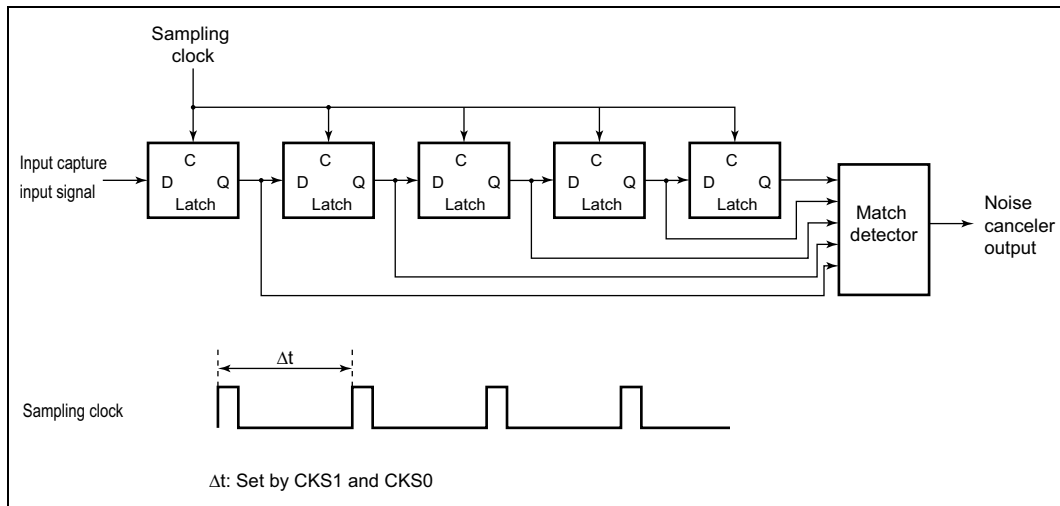 Sampling
clock
Input capture
input signal
C
D Q
Latch
C
D Q
Latch
C
D Q
Latch
C
D Q
Latch
C
D Q
Latch
Match
detector
Noise
canceler
output
Δt
Sampling clock
Δt: Set by CKS1 and CKS0